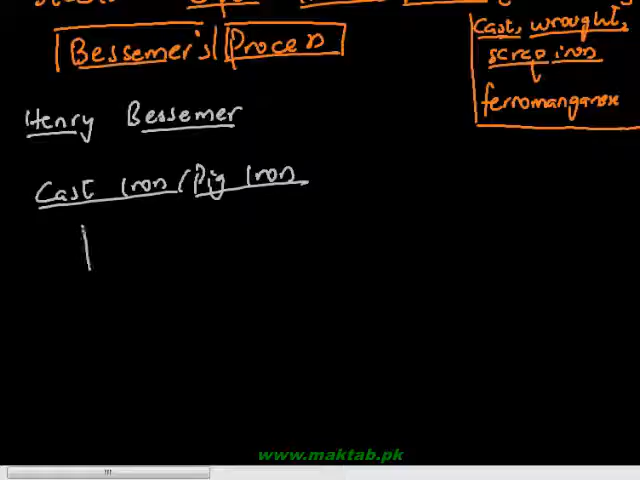 Bessemer's Process
Cast, wrought,
scrap iron
ferromanganese
Henry Bessemer
Cast Iron / Pig Iron
www.maktab.pk